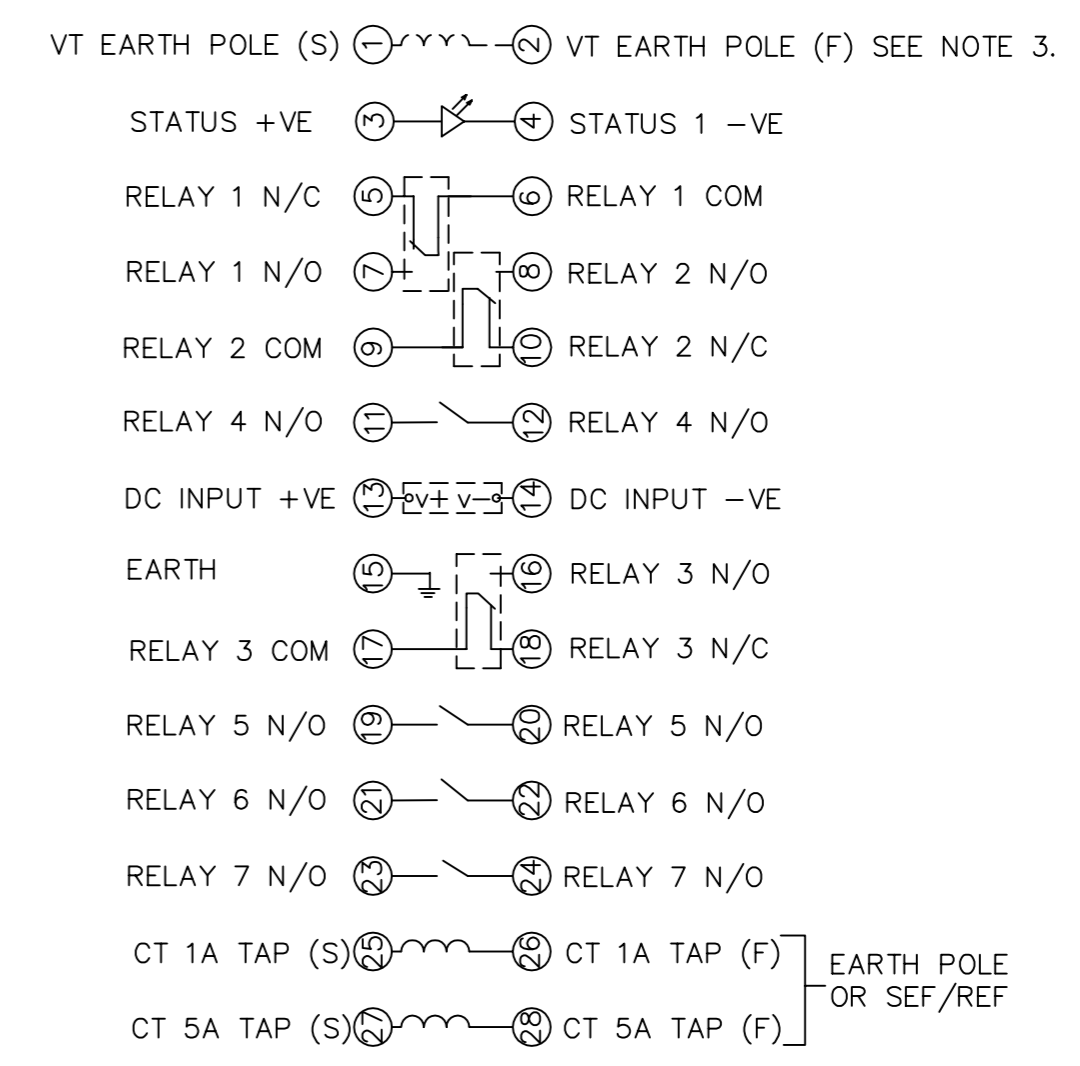 VT EARTH POLE (S) 1 2 VT EARTH POLE (F) SEE NOTE 3.
STATUS +VE 3 4 STATUS 1 −VE
RELAY 1 N/C 5 6 RELAY 1 COM
RELAY 1 N/O 7 8 RELAY 2 N/O
RELAY 2 COM 9 10 RELAY 2 N/C
RELAY 4 N/O 11 12 RELAY 4 N/O
DC INPUT +VE 13 V+ V− 14 DC INPUT −VE
EARTH 15 16 RELAY 3 N/O
RELAY 3 COM 17 18 RELAY 3 N/C
RELAY 5 N/O 19 20 RELAY 5 N/O
RELAY 6 N/O 21 22 RELAY 6 N/O
RELAY 7 N/O 23 24 RELAY 7 N/O
CT 1A TAP (S) 25 26 CT 1A TAP (F)
EARTH POLE
OR SEF/REF
CT 5A TAP (S) 27 28 CT 5A TAP (F)